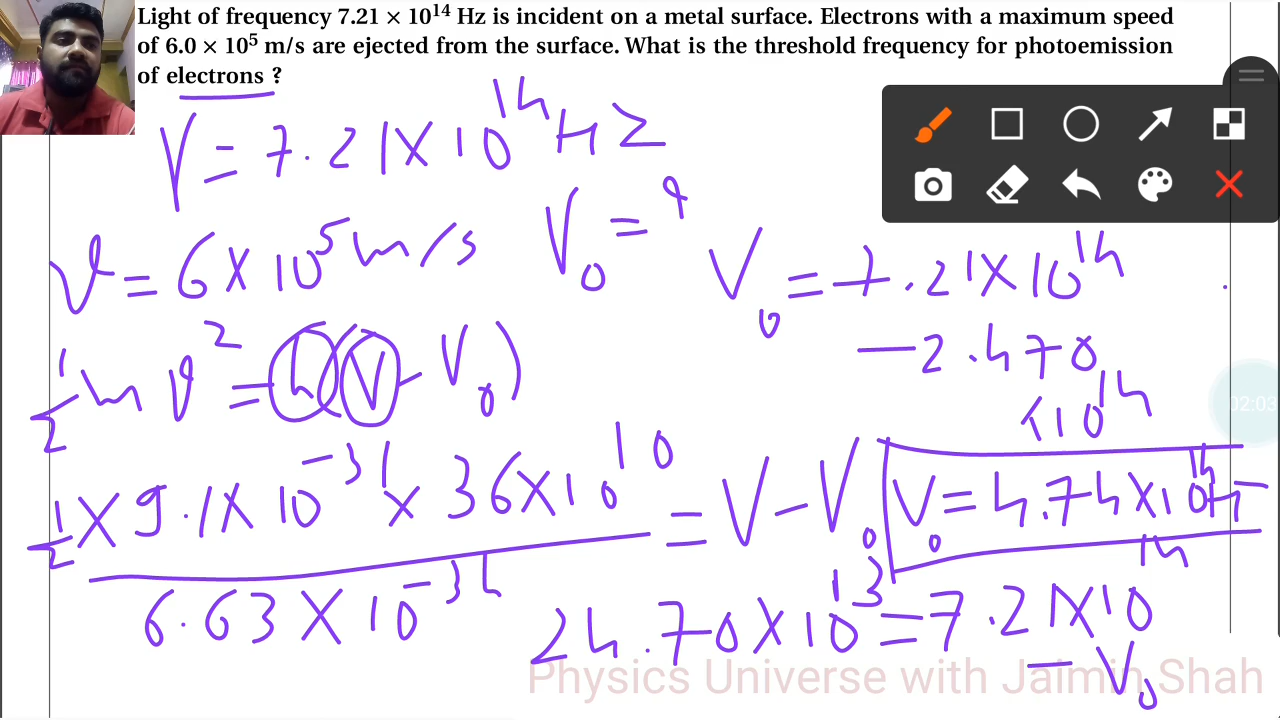 Light of frequency 7.21 × 10¹⁴ Hz is incident on a metal surface. Electrons with a maximum speed
of 6.0 × 10⁵ m/s are ejected from the surface. What is the threshold frequency for photoemission
of electrons ?
ν = 7.21 × 10¹⁴ HZ
v = 6 × 10⁵ m/s
ν₀ = ?
1/2 m v² = h(ν - ν₀)
1/2 × 9.1 × 10⁻³¹ × 36 × 10¹⁰ / 6.63 × 10⁻³⁴ = ν - ν₀
24.70 × 10¹³ = 7.21 × 10¹⁴
- ν₀
ν₀ = 7.21 × 10¹⁴
- 2.470
× 10¹⁴
ν₀ = 4.74 × 10¹⁴ Hz
02:03
Physics Universe with Jaimin Shah